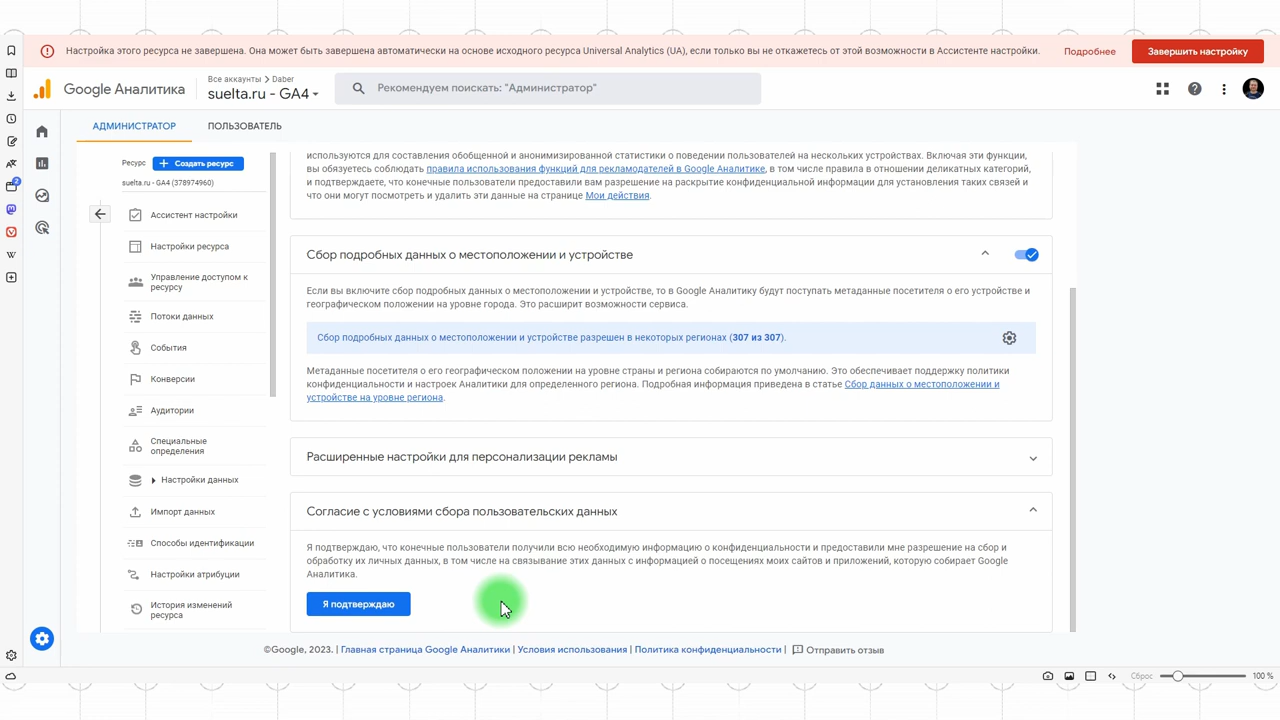 Настройка этого ресурса не завершена. Она может быть завершена автоматически на основе исходного ресурса Universal Analytics (UA), если только вы не откажетесь от этой возможности в Ассистенте настройки.
Подробнее
Завершить настройку
Google Аналитика
Все аккаунты > Daber
suelta.ru - GA4
Рекомендуем поискать: "Администратор"
АДМИНИСТРАТОР
ПОЛЬЗОВАТЕЛЬ
Ресурс
Создать ресурс
suelta.ru - GA4 (378974960)
Ассистент настройки
Настройки ресурса
Управление доступом к
ресурсу
Потоки данных
События
Конверсии
Аудитории
Специальные
определения
Настройки данных
Импорт данных
Способы идентификации
Настройки атрибуции
История изменений
ресурса
используются для составления обобщенной и анонимизированной статистики о поведении пользователей на нескольких устройствах. Включая эти функции,
вы обязуетесь соблюдать правила использования функций для рекламодателей в Google Аналитике, в том числе правила в отношении деликатных категорий,
и подтверждаете, что конечные пользователи предоставили вам разрешение на раскрытие конфиденциальной информации для установления таких связей и
что они могут посмотреть и удалить эти данные на странице Мои действия.
Сбор подробных данных о местоположении и устройстве
Если вы включите сбор подробных данных о местоположении и устройстве, то в Google Аналитику будут поступать метаданные посетителя о его устройстве и
географическом положении на уровне города. Это расширит возможности сервиса.
Сбор подробных данных о местоположении и устройстве разрешен в некоторых регионах (307 из 307).
Метаданные посетителя о его географическом положении на уровне страны и региона собираются по умолчанию. Это обеспечивает поддержку политики
конфиденциальности и настроек Аналитики для определенного региона. Подробная информация приведена в статье Сбор данных о местоположении и
устройстве на уровне региона.
Расширенные настройки для персонализации рекламы
Согласие с условиями сбора пользовательских данных
Я подтверждаю, что конечные пользователи получили всю необходимую информацию о конфиденциальности и предоставили мне разрешение на сбор и
обработку их личных данных, в том числе на связывание этих данных с информацией о посещениях моих сайтов и приложений, которую собирает Google
Аналитика.
Я подтверждаю
©Google, 2023. | Главная страница Google Аналитики | Условия использования | Политика конфиденциальности | Отправить отзыв
Сброс
100 %
2
W